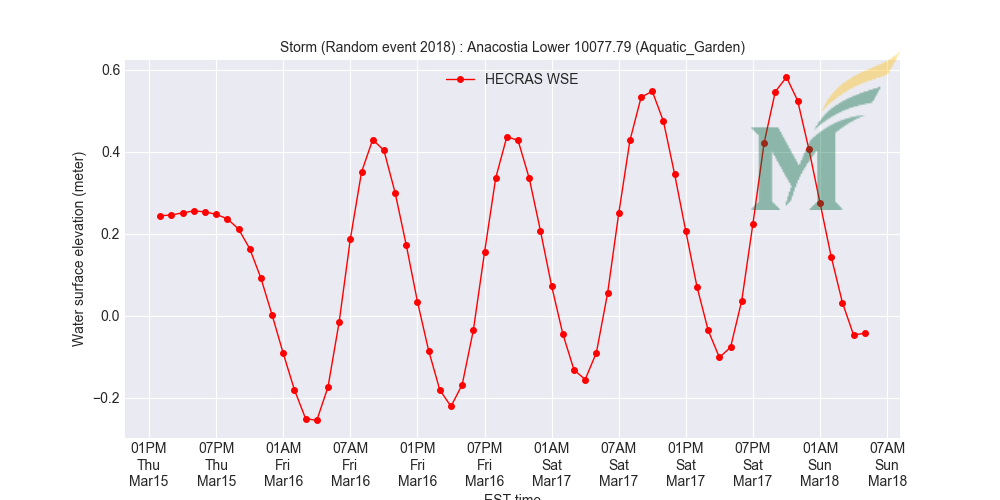 Storm (Random event 2018) : Anacostia Lower 10077.79 (Aquatic_Garden)
HECRAS WSE
Water surface elevation (meter)
0.6
0.4
0.2
0.0
−0.2
01PM 07PM 01AM 07AM 01PM 07PM 01AM 07AM 01PM 07PM 01AM 07AM
Thu Thu Fri Fri Fri Fri Sat Sat Sat Sat Sun Sun
Mar15 Mar15 Mar16 Mar16 Mar16 Mar16 Mar17 Mar17 Mar17 Mar17 Mar18 Mar18
EST time
M